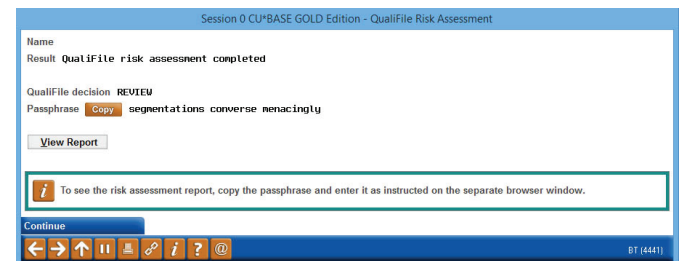 Session 0 CU*BASE GOLD Edition - QualiFile Risk Assessment
Name
Result QualiFile risk assessment completed
QualiFile decision REVIEW
Passphrase Copy segmentations converse menacingly
View Report
i To see the risk assessment report, copy the passphrase and enter it as instructed on the separate browser window.
Continue
i ? @ BT (4441)